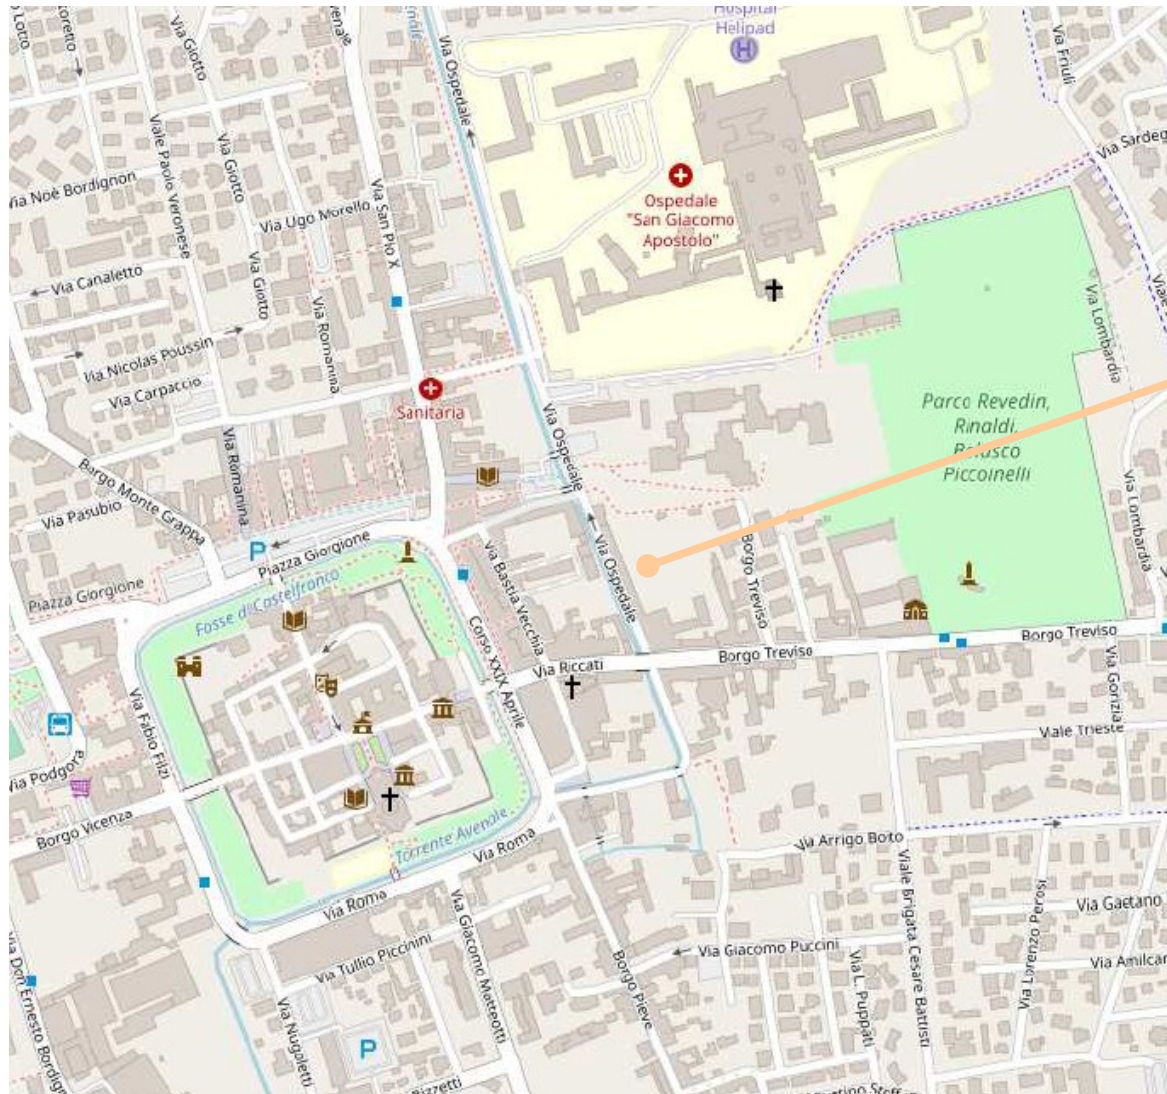 Hospital
Helipad
H
Via Giotto
Via Ospedale
Via Friuli
Viale Paolo Veronese
Via Giotto
Via Noè Bordignon
Via Ugo Morello
Via San Pio X
Ospedale
"San Giacomo
Apostolo"
Via Canaletto
Via Giotto
Via Romanina
Via Lombardia
Via Nicolas Poussin
Via Carpaccio
Sanitaria
Via Ospedale
Parco Revedin,
Rinaldi,
Bolasco
Piccoinelli
Via Romanina
Borgo Monte Grappa
Via Pasubio
Via Lombardia
P
Piazza Giorgione
Piazza Giorgione
Via Bastia Vecchia
Via Ospedale
Borgo Treviso
Fosse di Castelfranco
Corso XXIX Aprile
Via Riccati
Borgo Treviso
Borgo Treviso
Via Gorizia
Via Fabio Filzi
Viale Trieste
Via Podgora
Borgo Vicenza
Torrente Avenale
Via Roma
Via Arrigo Boito
Via Roma
Viale Brigata Cesare Battisti
Via Gaetano
Via Lorenzo Perosi
Via Tullio Piccinini
Via Giacomo Matteotti
Borgo Pieve
Via Giacomo Puccini
Via L. Puppati
Via Amilcar
Via Don Ernesto Bordign
Via Nugoletti
P